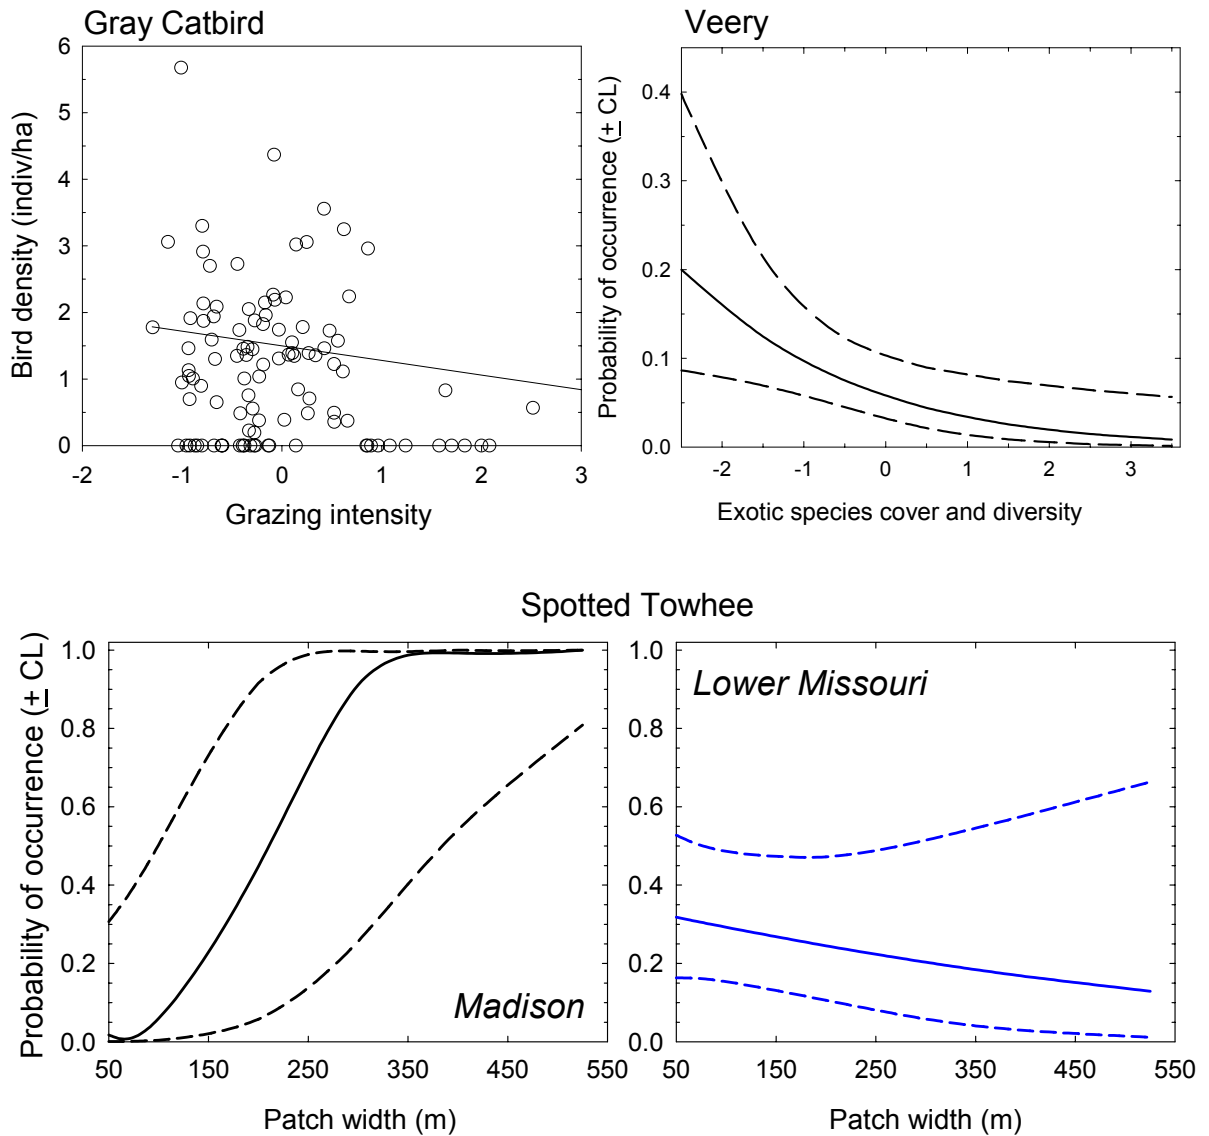 Gray Catbird
Bird density (indiv/ha)
6
5
4
3
2
1
0
-2 -1 0 1 2 3
Grazing intensity
Veery
Probability of occurrence (± CL)
0.4
0.3
0.2
0.1
0.0
-2 -1 0 1 2 3
Exotic species cover and diversity
Spotted Towhee
Probability of occurrence (± CL)
1.0
0.8
0.6
0.4
0.2
0.0
Madison
50 150 250 350 450 550
Patch width (m)
Lower Missouri
1.0
0.8
0.6
0.4
0.2
0.0
50 150 250 350 450 550
Patch width (m)